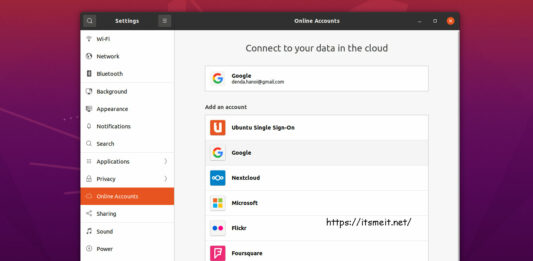 Settings
Online Accounts
Wi-Fi
Network
Bluetooth
Background
Appearance
Notifications
Search
Applications
Privacy
Online Accounts
Sharing
Sound
Power
Connect to your data in the cloud
Google
denda.hanoi@gmail.com
Add an account
Ubuntu Single Sign-On
Google
Nextcloud
Microsoft
Flickr
Foursquare
https://itsmeit.net/